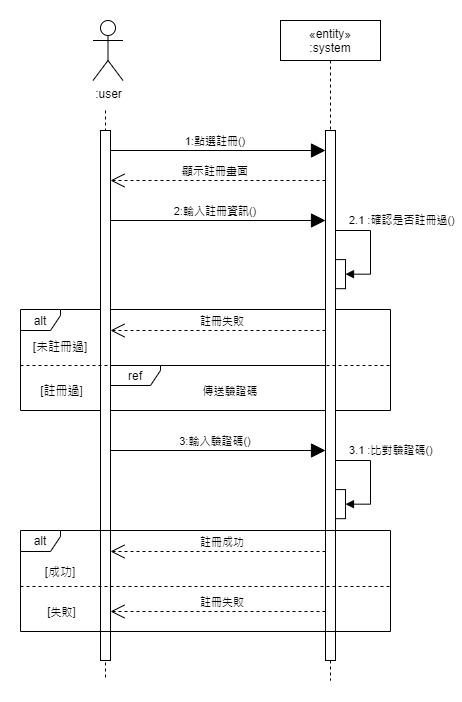 «entity»
:system
:user
1:點選註冊()
顯示註冊畫面
2:輸入註冊資訊()
2.1 :確認是否註冊過()
alt
註冊失敗
[未註冊過]
ref
[註冊過]
傳送驗證碼
3:輸入驗證碼()
3.1 :比對驗證碼()
alt
註冊成功
[成功]
註冊失敗
[失敗]